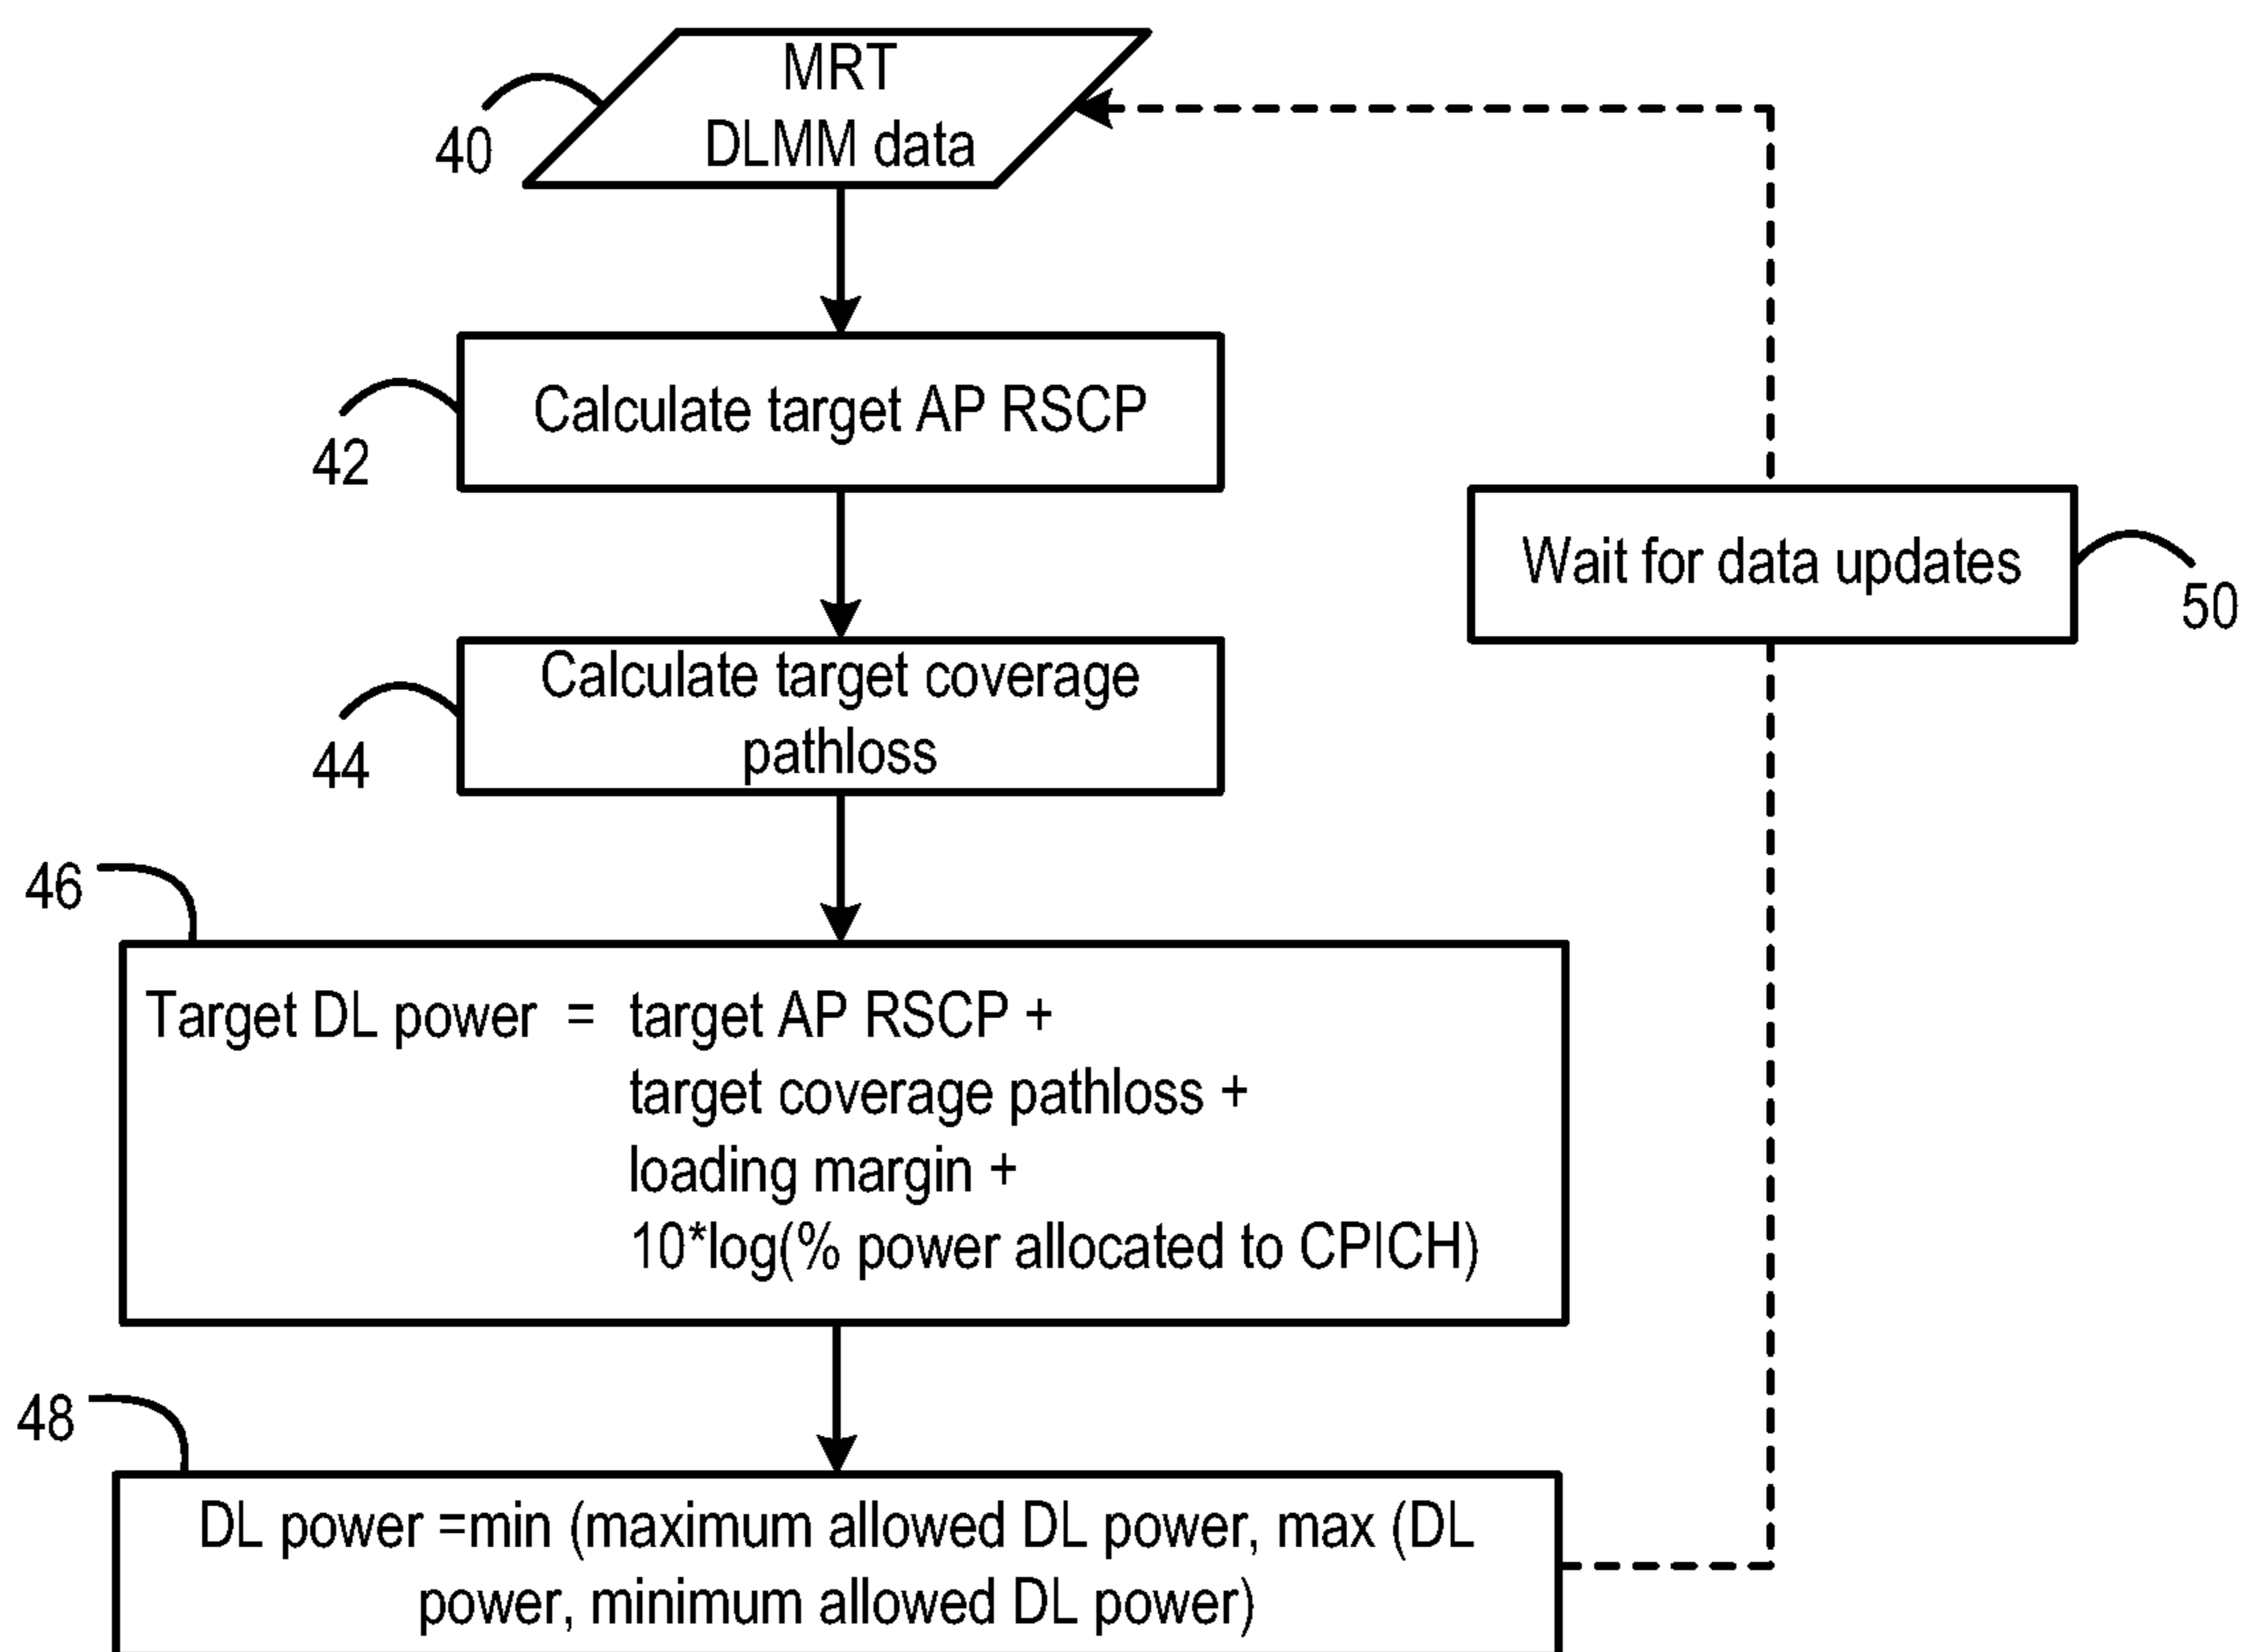 MRT
DLMM data
40
Calculate target AP RSCP
42
Wait for data updates
50
Calculate target coverage
pathloss
44
46
Target DL power = target AP RSCP +
target coverage pathloss +
loading margin +
10*log(% power allocated to CPICH)
48
DL power =min (maximum allowed DL power, max (DL
power, minimum allowed DL power)